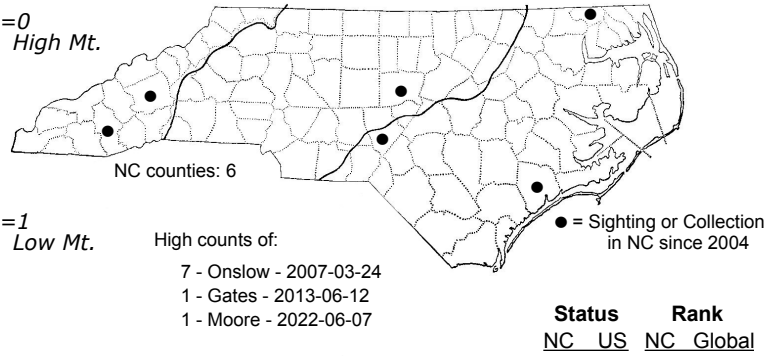 =0
High Mt.
NC counties: 6
=1
Low Mt.
High counts of:
7 - Onslow - 2007-03-24
1 - Gates - 2013-06-12
1 - Moore - 2022-06-07
● = Sighting or Collection
in NC since 2004
Status Rank
NC US NC Global